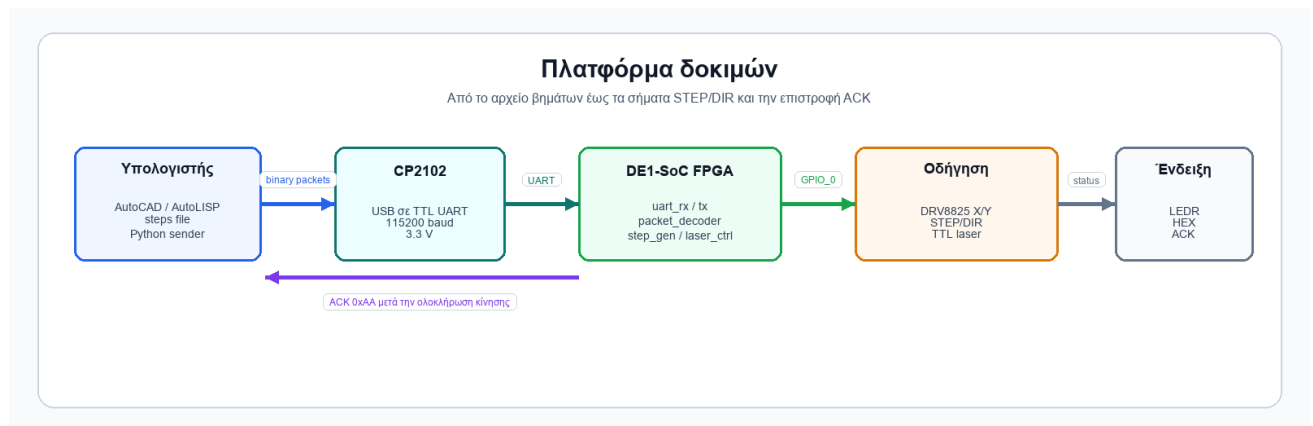 Πλατφόρμα δοκιμών
Από το αρχείο βημάτων έως τα σήματα STEP/DIR και την επιστροφή ACK
Υπολογιστής
AutoCAD / AutoLISP
steps file
Python sender
binary packets
CP2102
USB σε TTL UART
115200 baud
3.3 V
UART
DE1-SoC FPGA
uart_rx / tx
packet_decoder
step_gen / laser_ctrl
GPIO_0
Οδήγηση
DRV8825 X/Y
STEP/DIR
TTL laser
status
Ένδειξη
LEDR
HEX
ACK
ACK 0xAA μετά την ολοκλήρωση κίνησης